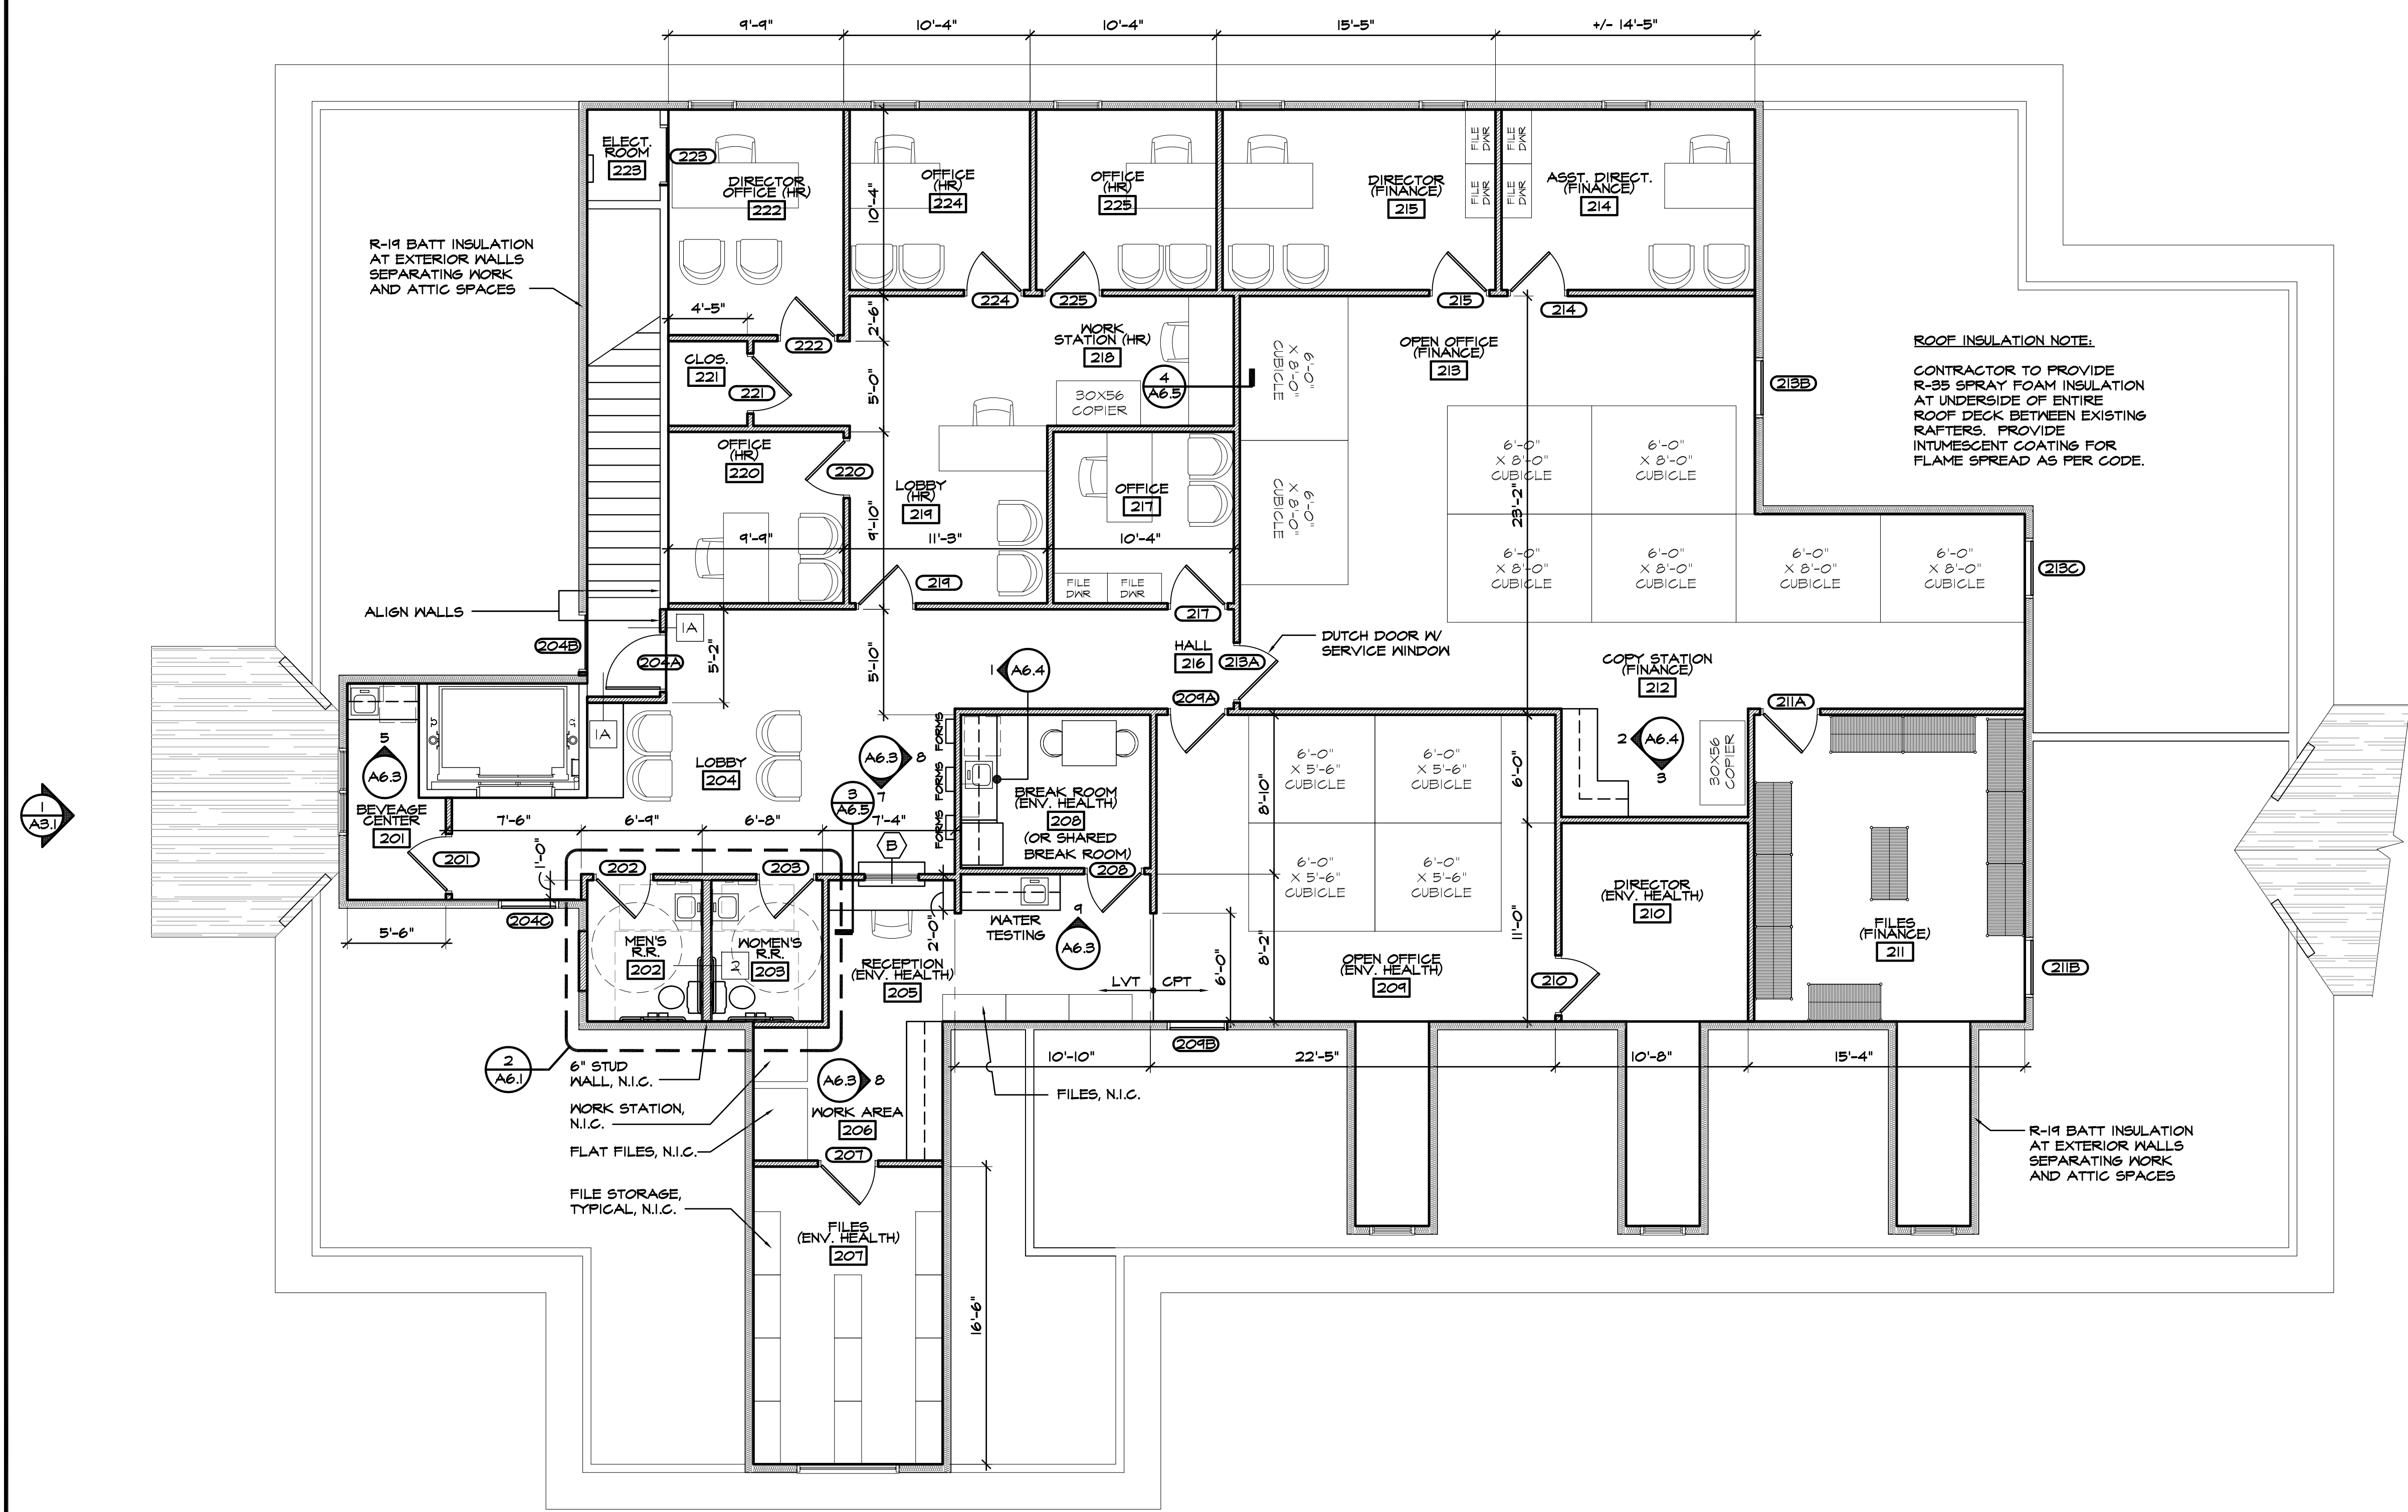 9'-9"
10'-4"
10'-4"
15'-5"
+/- 14'-5"
ELECT.
ROOM
223
223
DIRECTOR
OFFICE (HR)
222
OFFICE
(HR)
224
OFFICE
(HR)
225
DIRECTOR
(FINANCE)
215
FILE
DWR
FILE
DWR
FILE
DWR
FILE
DWR
ASST. DIRECT.
(FINANCE)
214
10'-4"
R-19 BATT INSULATION
AT EXTERIOR WALLS
SEPARATING WORK
AND ATTIC SPACES
4'-5"
2'-6"
222
224
225
215
214
CLOS.
221
221
5'-0"
WORK
STATION (HR)
218
30X56
COPIER
4
A6.5
6'-0"
X 8'-0"
CUBICLE
OPEN OFFICE
(FINANCE)
213
213B
ROOF INSULATION NOTE:
CONTRACTOR TO PROVIDE
R-35 SPRAY FOAM INSULATION
AT UNDERSIDE OF ENTIRE
ROOF DECK BETWEEN EXISTING
RAFTERS. PROVIDE
INTUMESCENT COATING FOR
FLAME SPREAD AS PER CODE.
OFFICE
(HR)
220
220
LOBBY
(HR)
219
OFFICE
217
6'-0"
X 8'-0"
CUBICLE
6'-0"
X 8'-0"
CUBICLE
6'-0"
X 8'-0"
CUBICLE
23'-2"
9'-10"
9'-9"
11'-3"
10'-4"
6'-0"
X 8'-0"
CUBICLE
6'-0"
X 8'-0"
CUBICLE
6'-0"
X 8'-0"
CUBICLE
6'-0"
X 8'-0"
CUBICLE
213C
219
FILE
DWR
FILE
DWR
217
ALIGN WALLS
1A
204B
204A
5'-2"
5'-10"
1
A6.4
HALL
216
213A
DUTCH DOOR W/
SERVICE WINDOW
COPY STATION
(FINANCE)
212
209A
211A
1A
5
A6.3
LOBBY
204
A6.3
8
7
FORMS
FORMS
FORMS
6'-0"
X 5'-6"
CUBICLE
6'-0"
X 5'-6"
CUBICLE
6'-0"
2
A6.4
3
30X56
COPIER
1
A3.1
BEVEAGE
CENTER
201
201
7'-6"
6'-9"
6'-8"
7'-4"
3
A6.5
B
BREAK ROOM
(ENV. HEALTH)
208
(OR SHARED
BREAK ROOM)
208
8'-10"
1'-0"
202
203
6'-0"
X 5'-6"
CUBICLE
6'-0"
X 5'-6"
CUBICLE
DIRECTOR
(ENV. HEALTH)
210
11'-0"
FILES
(FINANCE)
211
204C
5'-6"
MEN'S
R.R.
202
2
WOMEN'S
R.R.
203
2'-0"
WATER
TESTING
9
A6.3
RECEPTION
(ENV. HEALTH)
205
LVT
CPT
6'-0"
8'-2"
OPEN OFFICE
(ENV. HEALTH)
209
210
211B
209B
10'-10"
22'-5"
10'-8"
15'-4"
2
A6.1
6" STUD
WALL, N.I.C.
A6.3
8
FILES, N.I.C.
WORK STATION,
N.I.C.
WORK AREA
206
FLAT FILES, N.I.C.
207
R-19 BATT INSULATION
AT EXTERIOR WALLS
SEPARATING WORK
AND ATTIC SPACES
FILE STORAGE,
TYPICAL, N.I.C.
FILES
(ENV. HEALTH)
207
16'-6"